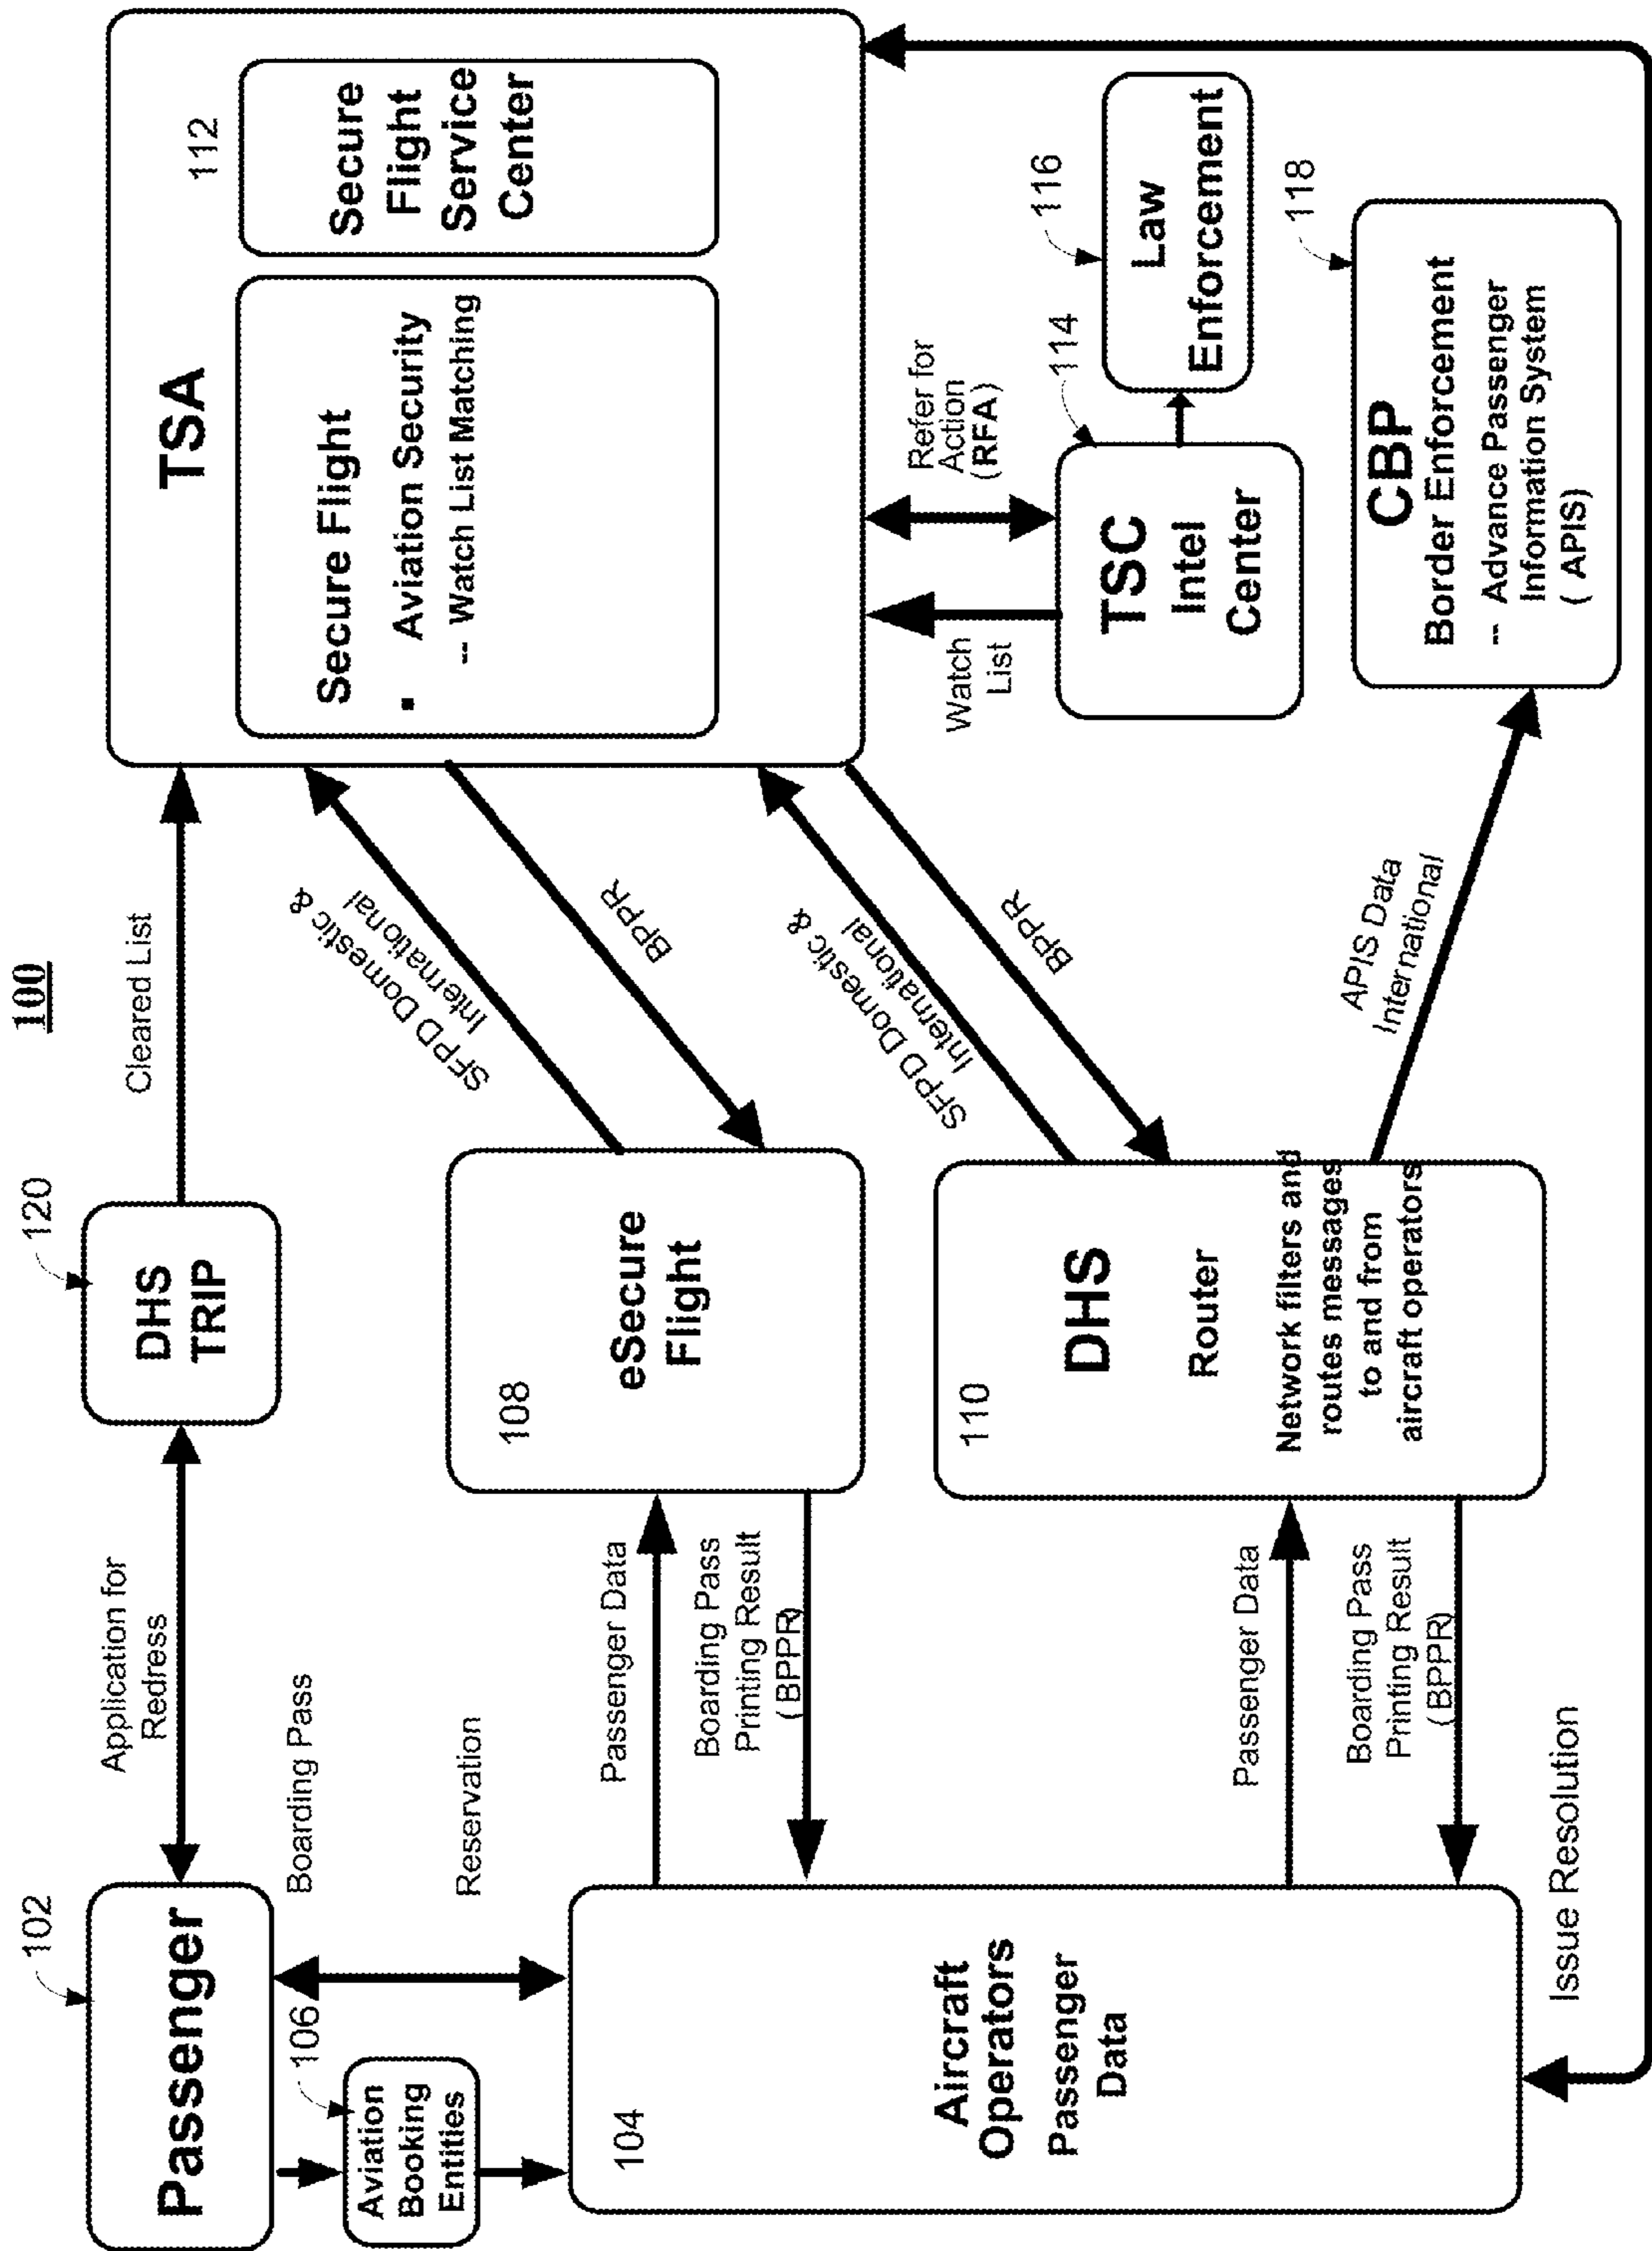 100
102
Passenger
Application for
Redress
120
DHS
TRIP
Cleared List
TSA
112
Secure Flight
▪ Aviation Security
-- Watch List Matching
Secure
Flight
Service
Center
Boarding Pass
Reservation
106
Aviation
Booking
Entities
104
Aircraft
Operators
Passenger
Data
Passenger Data
Boarding Pass
Printing Result
( BPPR)
108
eSecure
Flight
SFPD Domestic &
International
BPPR
Passenger Data
Boarding Pass
Printing Result
( BPPR)
110
DHS
Router
Network filters and
routes messages
to and from
aircraft operators
SFPD Domestic &
International
BPPR
APIS Data
International
Watch
List
Refer for
Action
(RFA)
114
TSC
Intel
Center
116
Law
Enforcement
118
CBP
Border Enforcement
-- Advance Passenger
Information System
( APIS)
Issue Resolution